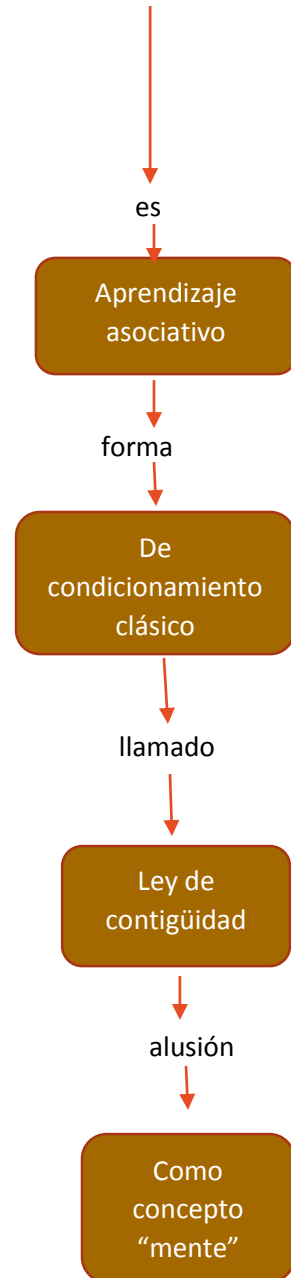 es
Aprendizaje
asociativo
forma
De
condicionamiento
clásico
llamado
Ley de
contigüidad
alusión
Como
concepto
“mente”